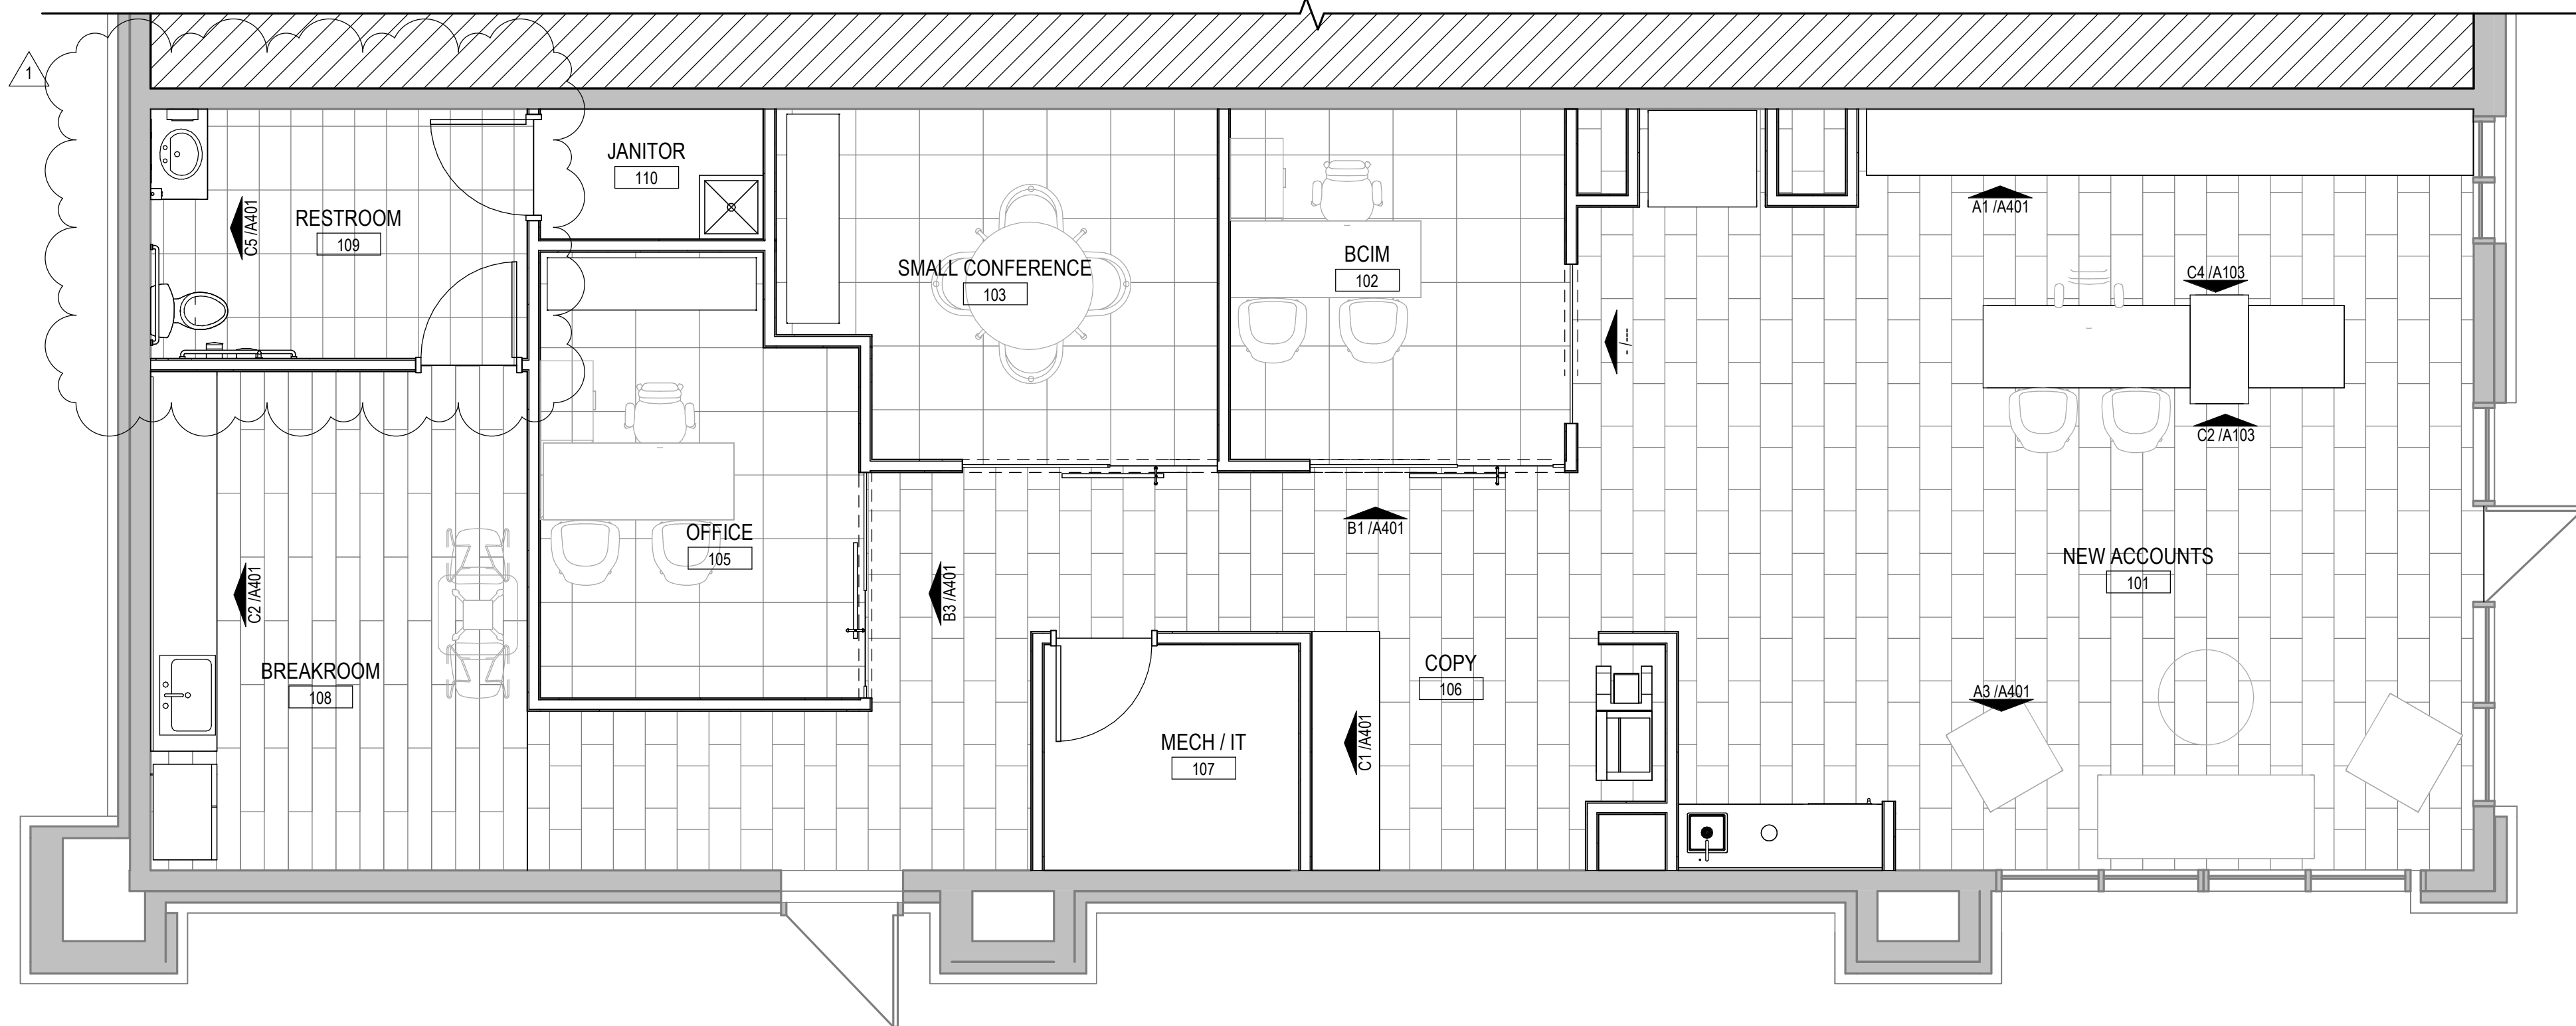 1
JANITOR
110
RESTROOM
109
C5 /A401
A1 /A401
BCIM
102
SMALL CONFERENCE
103
C4 /A103
- /---
C2 /A103
OFFICE
105
B1 /A401
NEW ACCOUNTS
101
B3 /A401
C2 /A401
BREAKROOM
108
COPY
106
A3 /A401
MECH / IT
107
C1 /A401